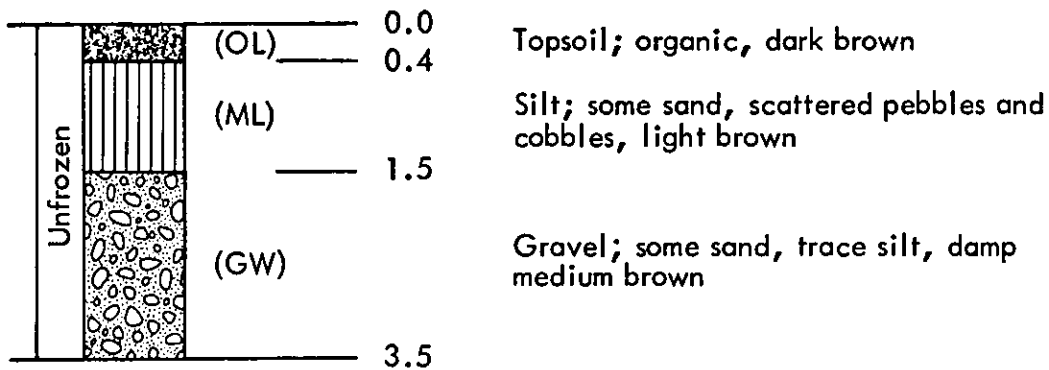 0.0
(OL)
Topsoil; organic, dark brown
0.4
(ML)
Silt; some sand, scattered pebbles and
cobbles, light brown
1.5
Unfrozen
(GW)
Gravel; some sand, trace silt, damp
medium brown
3.5